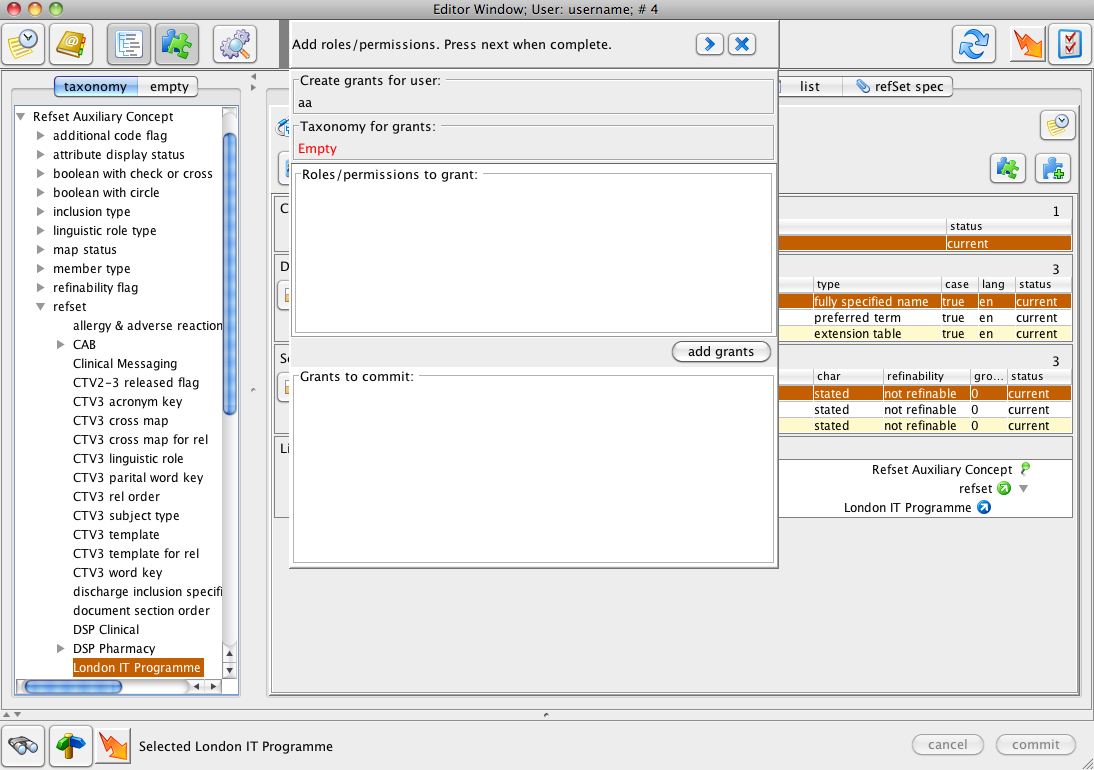 Editor Window; User: username; # 4
Add roles/permissions. Press next when complete.
taxonomy
empty
Refset Auxiliary Concept
additional code flag
attribute display status
boolean with check or cross
boolean with circle
inclusion type
linguistic role type
map status
member type
refinability flag
refset
allergy & adverse reaction
CAB
Clinical Messaging
CTV2-3 released flag
CTV3 acronym key
CTV3 cross map
CTV3 cross map for rel
CTV3 linguistic role
CTV3 parital word key
CTV3 rel order
CTV3 subject type
CTV3 template
CTV3 template for rel
CTV3 word key
discharge inclusion specifi
document section order
DSP Clinical
DSP Pharmacy
London IT Programme
Create grants for user:
aa
Taxonomy for grants:
Empty
Roles/permissions to grant:
add grants
Grants to commit:
list
refSet spec
C
1
status
current
D
3
type case lang status
fully specified name true en current
preferred term true en current
extension table true en current
So
3
char refinability gro... status
stated not refinable 0 current
stated not refinable 0 current
stated not refinable 0 current
Li
Refset Auxiliary Concept
refset
London IT Programme
Selected London IT Programme
cancel
commit